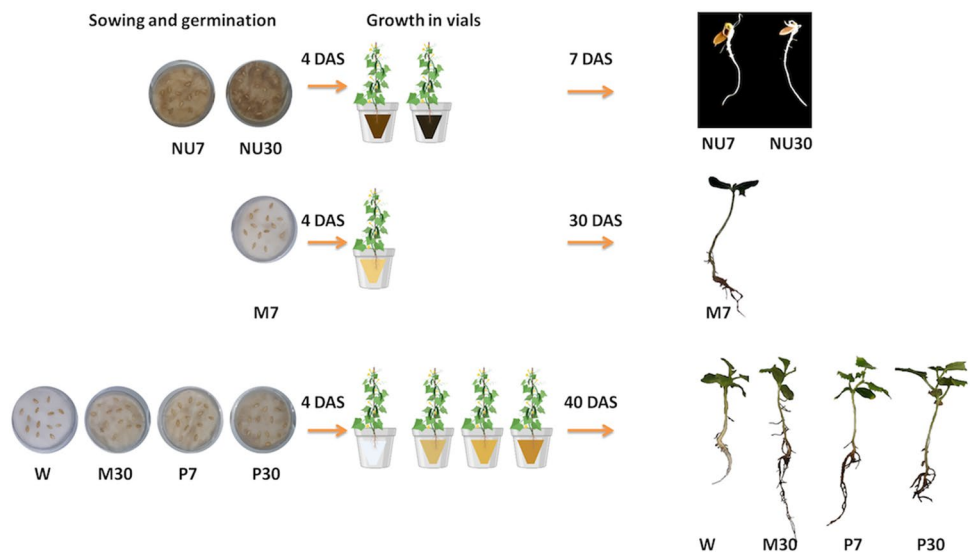 Sowing and germination
Growth in vials
4 DAS
7 DAS
NU7
NU30
NU7
NU30
4 DAS
30 DAS
M7
M7
4 DAS
40 DAS
W
M30
P7
P30
W
M30
P7
P30